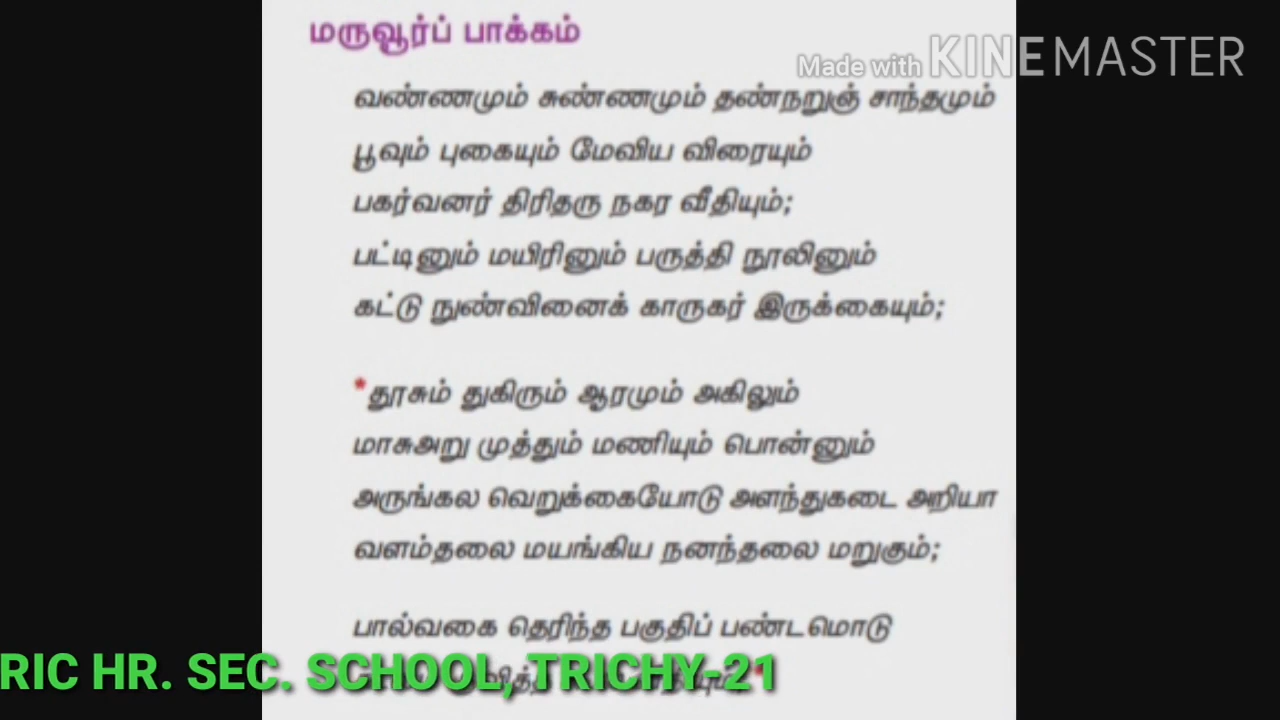 மருவூர்ப் பாக்கம்
Made with KINEMASTER
வண்ணமும் சுண்ணமும் தண்நறுஞ் சாந்தமும்
பூவும் புகையும் மேவிய விரையும்
பகர்வனர் திரிதரு நகர வீதியும்;
பட்டினும் மயிரினும் பருத்தி நூலினும்
கட்டு நுண்வினைக் காருகர் இருக்கையும்;
*தூசும் துகிரும் ஆரமும் அகிலும்
மாசுஅறு முத்தும் மணியும் பொன்னும்
அருங்கல வெறுக்கையோடு அளந்துகடை அறியா
வளம்தலை மயங்கிய நனந்தலை மறுகும்;
பால்வகை தெரிந்த பகுதிப் பண்டமொடு
RIC HR. SEC. SCHOOL, TRICHY-21